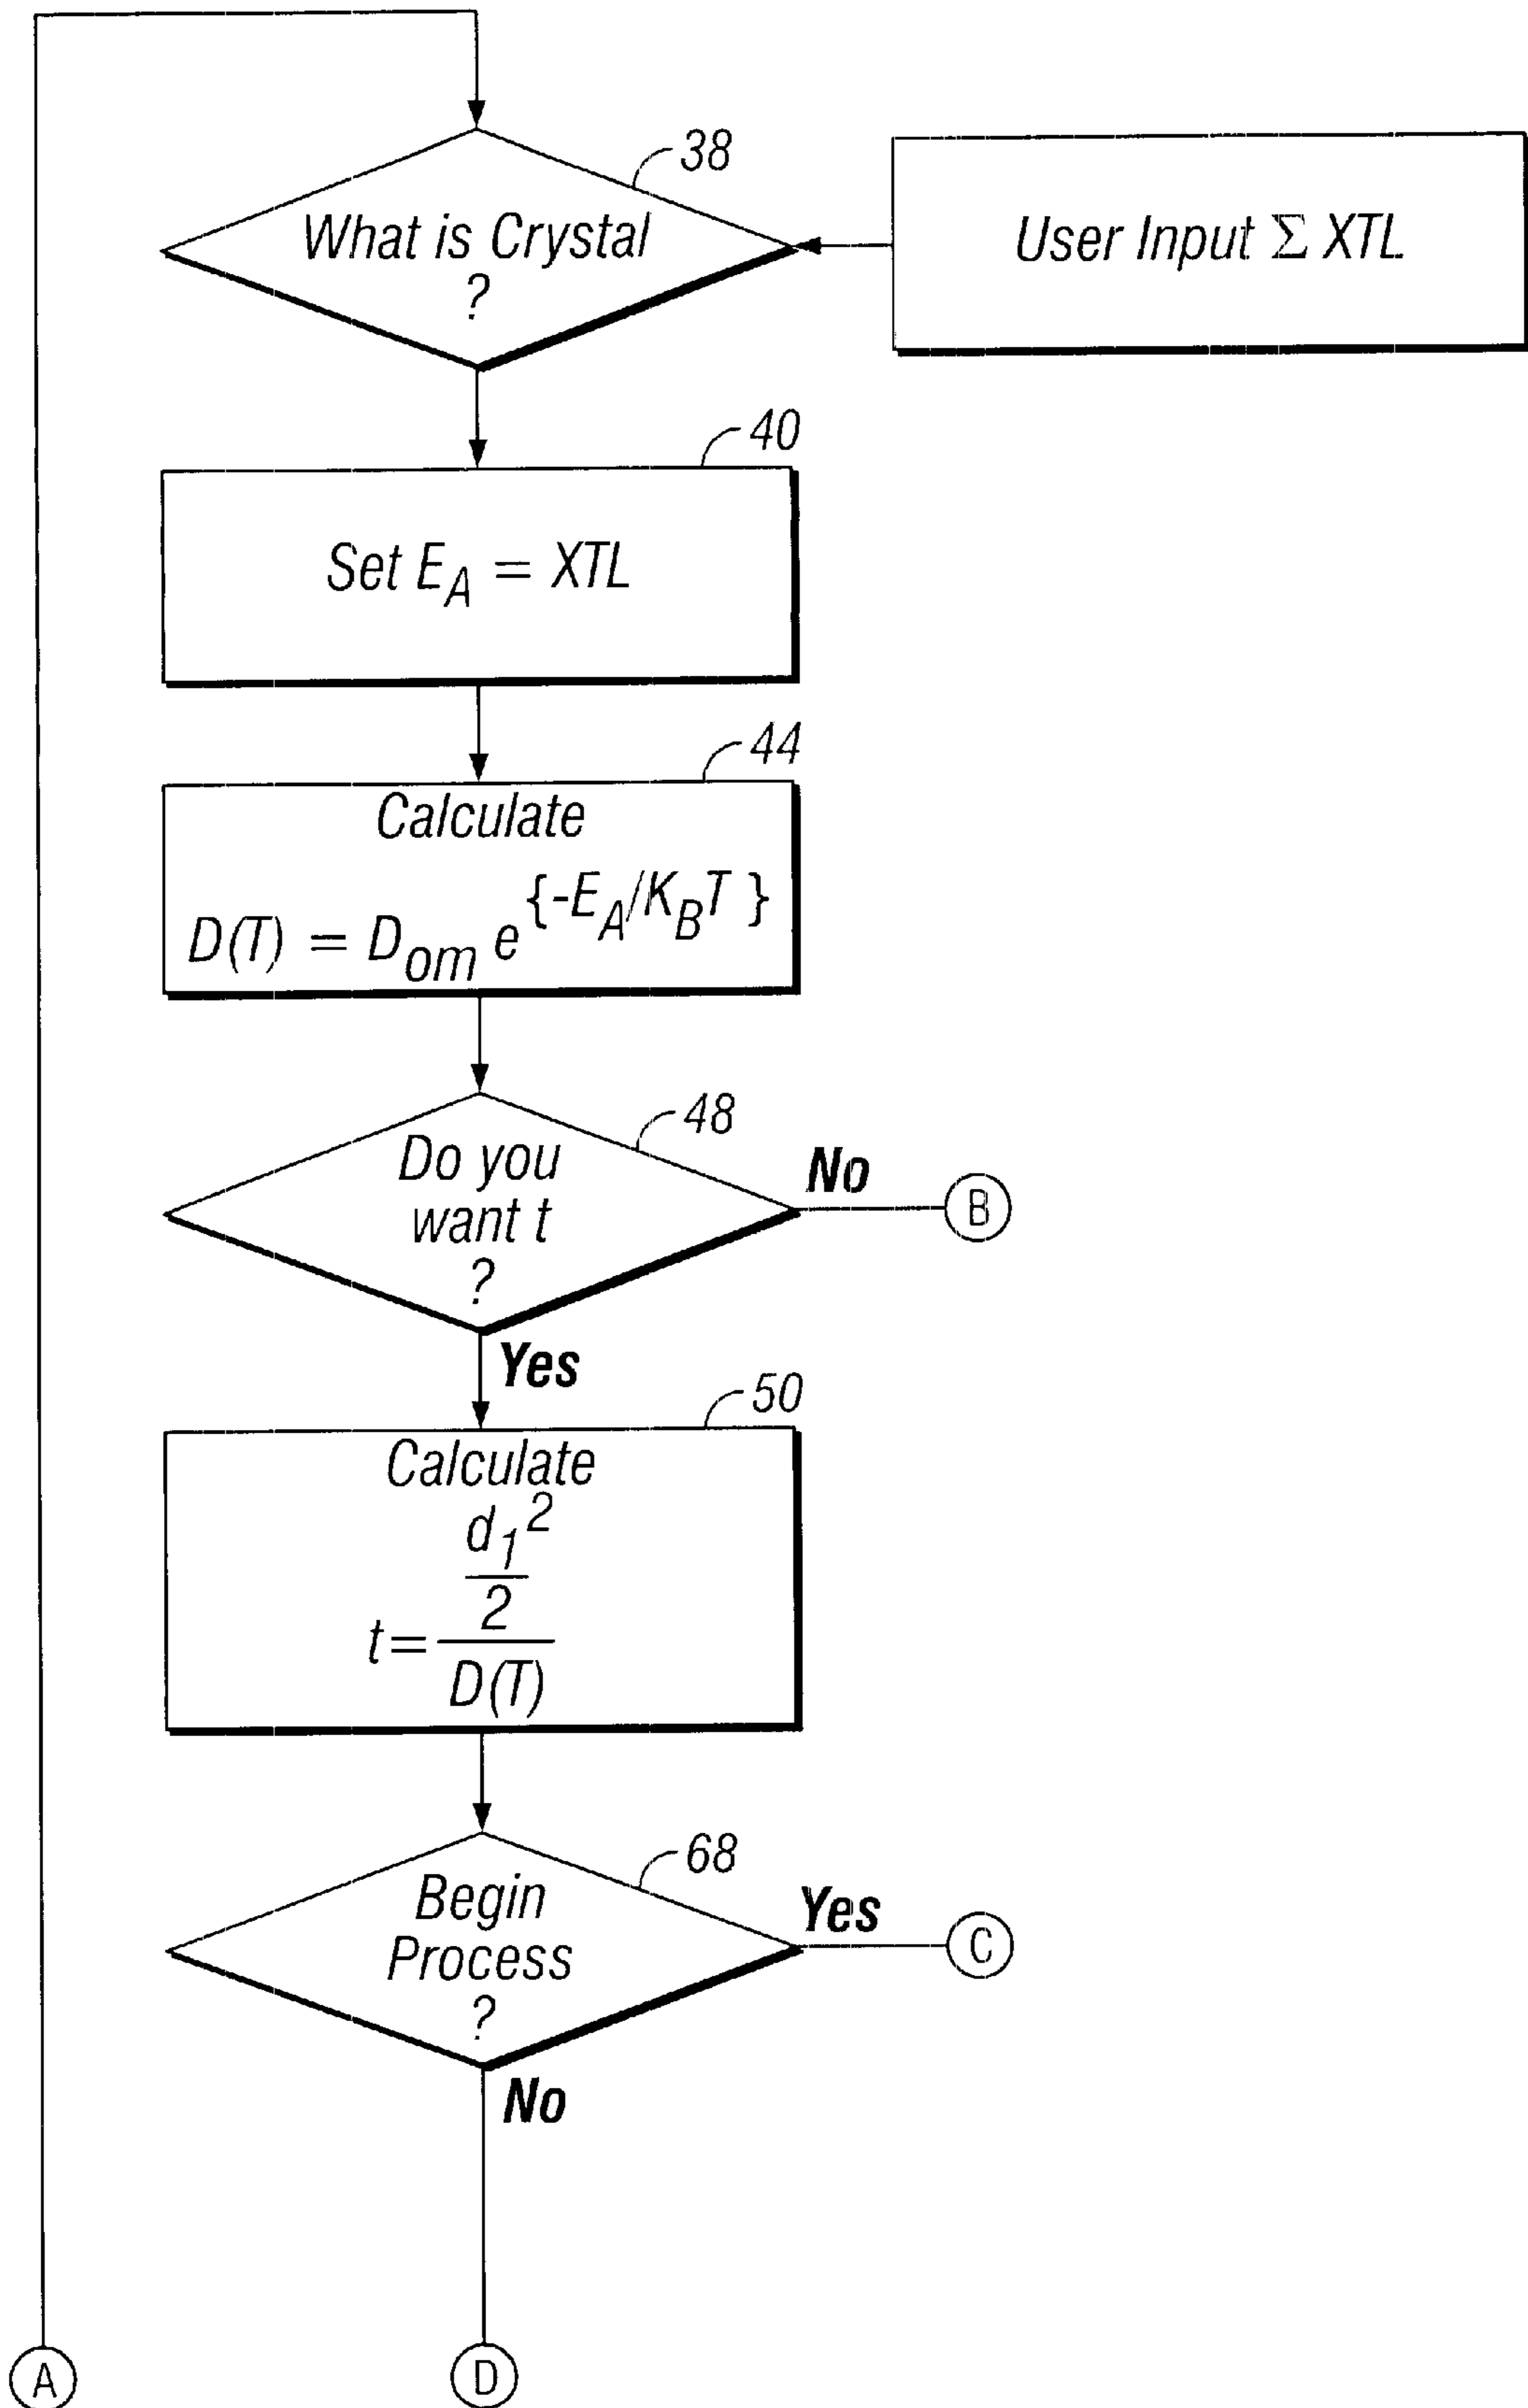 38
What is Crystal
?
User Input Σ XTL
40
Set E_A = XTL
44
Calculate
D(T) = D_om e^{-E_A/K_BT}
48
Do you
want t
?
No
B
Yes
50
Calculate
d_1^2
2
t=
D(T)
68
Begin
Process
?
Yes
C
No
A
D